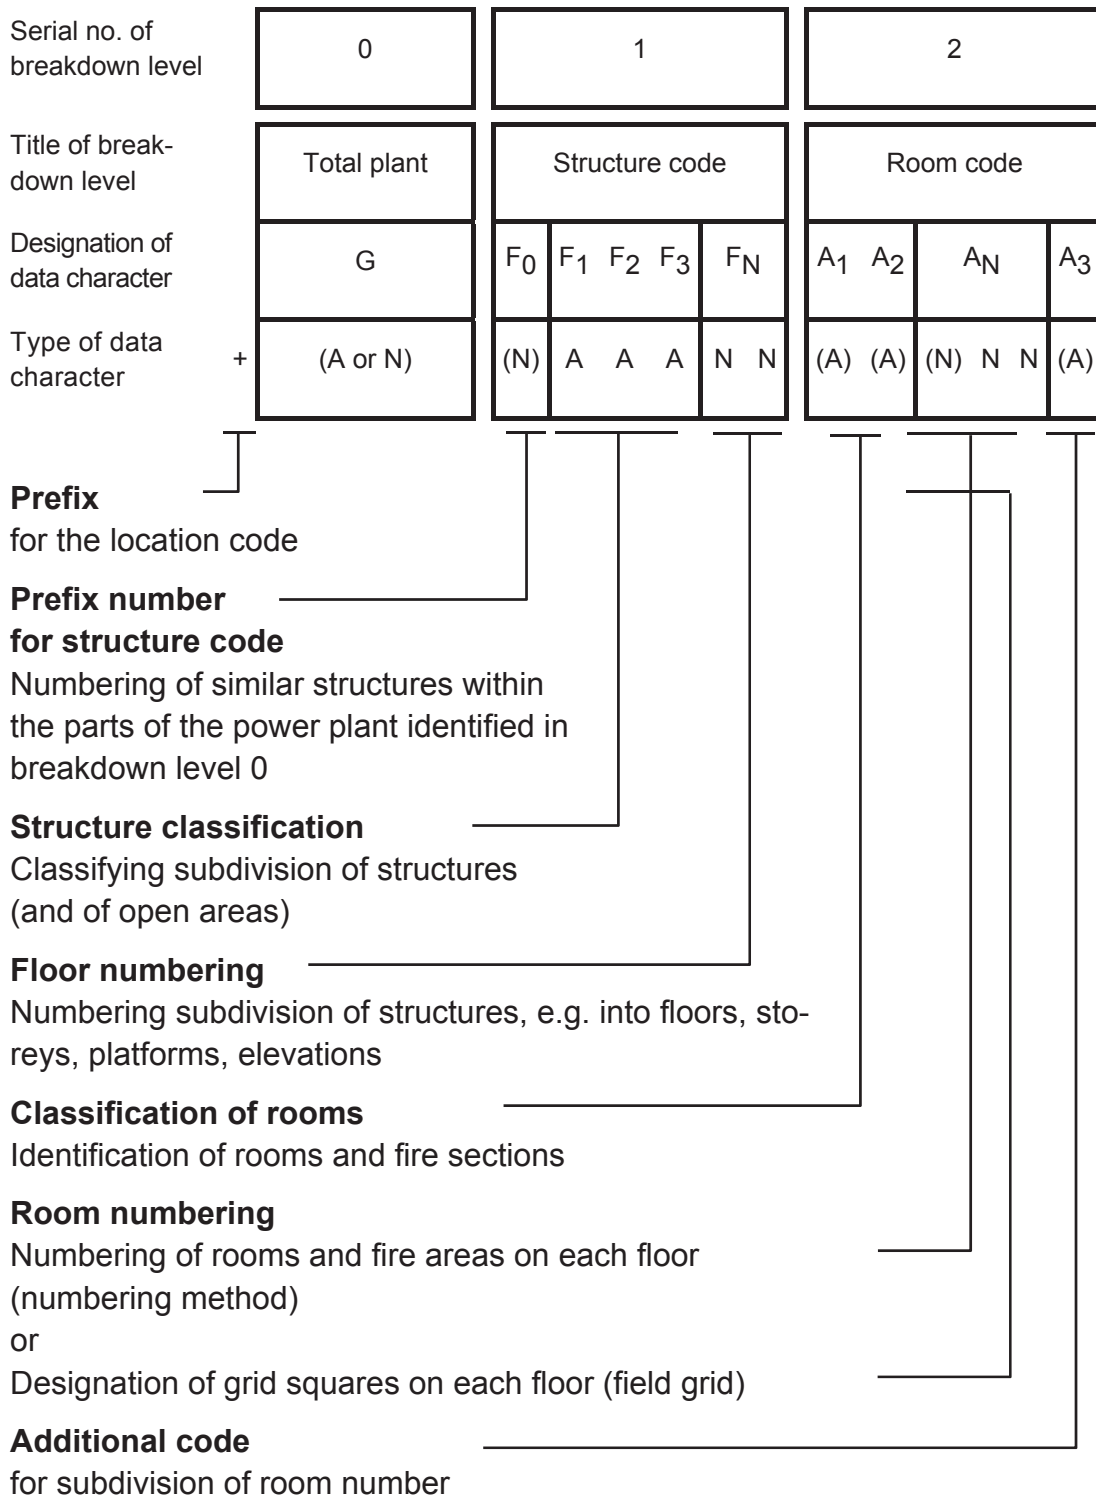 Serial no. of
breakdown level
0 1 2
Title of break-
down level
Total plant Structure code Room code
Designation of
data character
G F0 F1 F2 F3 FN A1 A2 AN A3
Type of data
character
+ (A or N) (N) A A A N N (A) (A) (N) N N (A)
Prefix
for the location code
Prefix number
for structure code
Numbering of similar structures within
the parts of the power plant identified in
breakdown level 0
Structure classification
Classifying subdivision of structures
(and of open areas)
Floor numbering
Numbering subdivision of structures, e.g. into floors, sto-
reys, platforms, elevations
Classification of rooms
Identification of rooms and fire sections
Room numbering
Numbering of rooms and fire areas on each floor
(numbering method)
or
Designation of grid squares on each floor (field grid)
Additional code
for subdivision of room number